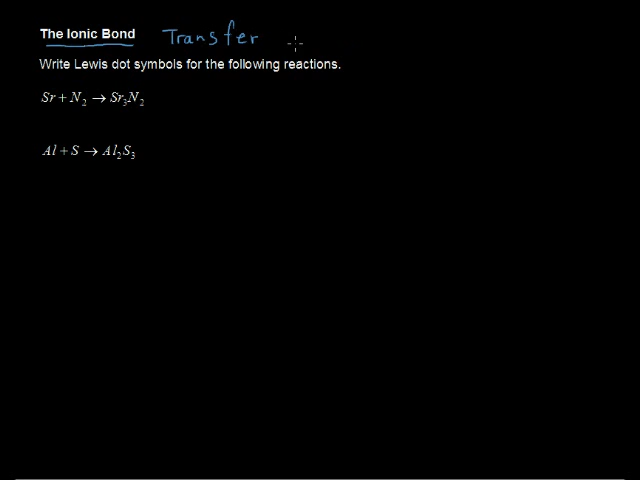 The Ionic Bond Transfer
Write Lewis dot symbols for the following reactions.
Sr + N₂ → Sr₃N₂
Al + S → Al₂S₃